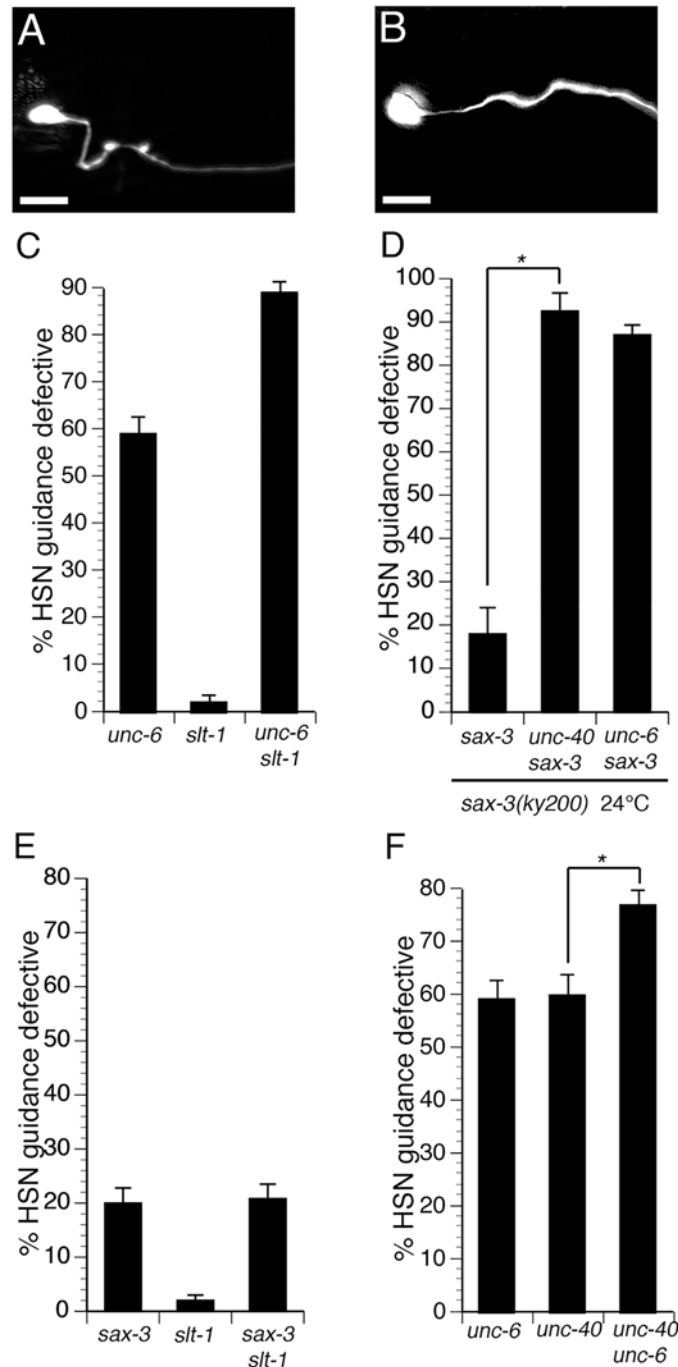 A
B
C
% HSN guidance defective
90
80
70
60
50
40
30
20
10
0
unc-6
slt-1
unc-6
slt-1
D
% HSN guidance defective
100
90
80
70
60
50
40
30
20
10
0
*
sax-3
unc-40
sax-3
unc-6
sax-3
sax-3(ky200) 24°C
E
% HSN guidance defective
80
70
60
50
40
30
20
10
0
sax-3
slt-1
sax-3
slt-1
F
% HSN guidance defective
80
70
60
50
40
30
20
10
0
*
unc-6
unc-40
unc-40
unc-6